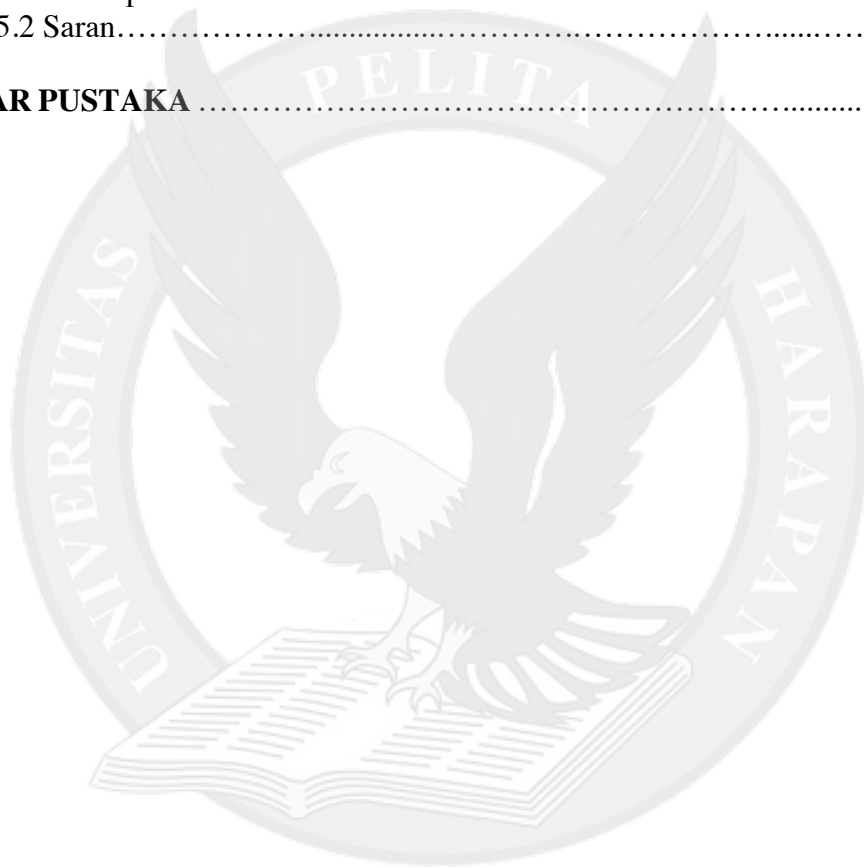 5.2 Saran…………………...............…………….…………………......…..
AR PUSTAKA ……………………………….…………………………..........
UNIVERSITAS PELITA HARAPAN